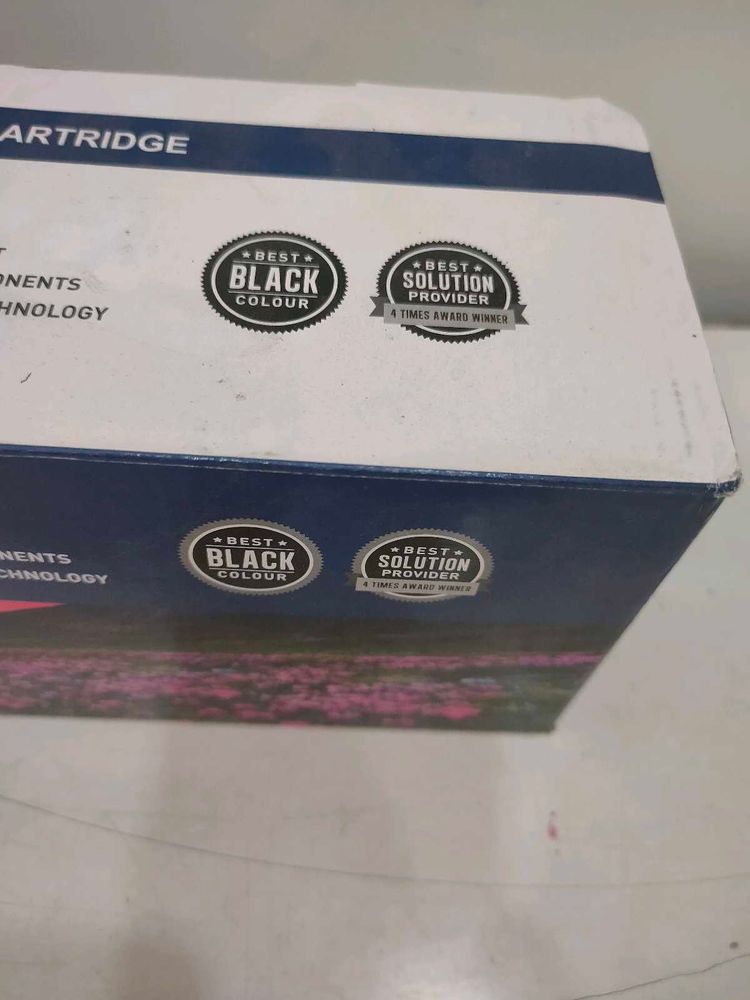 ARTRIDGE
T
ONENTS
HNOLOGY
BEST
BLACK
COLOUR
BEST
SOLUTION
PROVIDER
4 TIMES AWARD WINNER
NENTS
CHNOLOGY
BEST
BLACK
COLOUR
BEST
SOLUTION
PROVIDER
4 TIMES AWARD WINNER